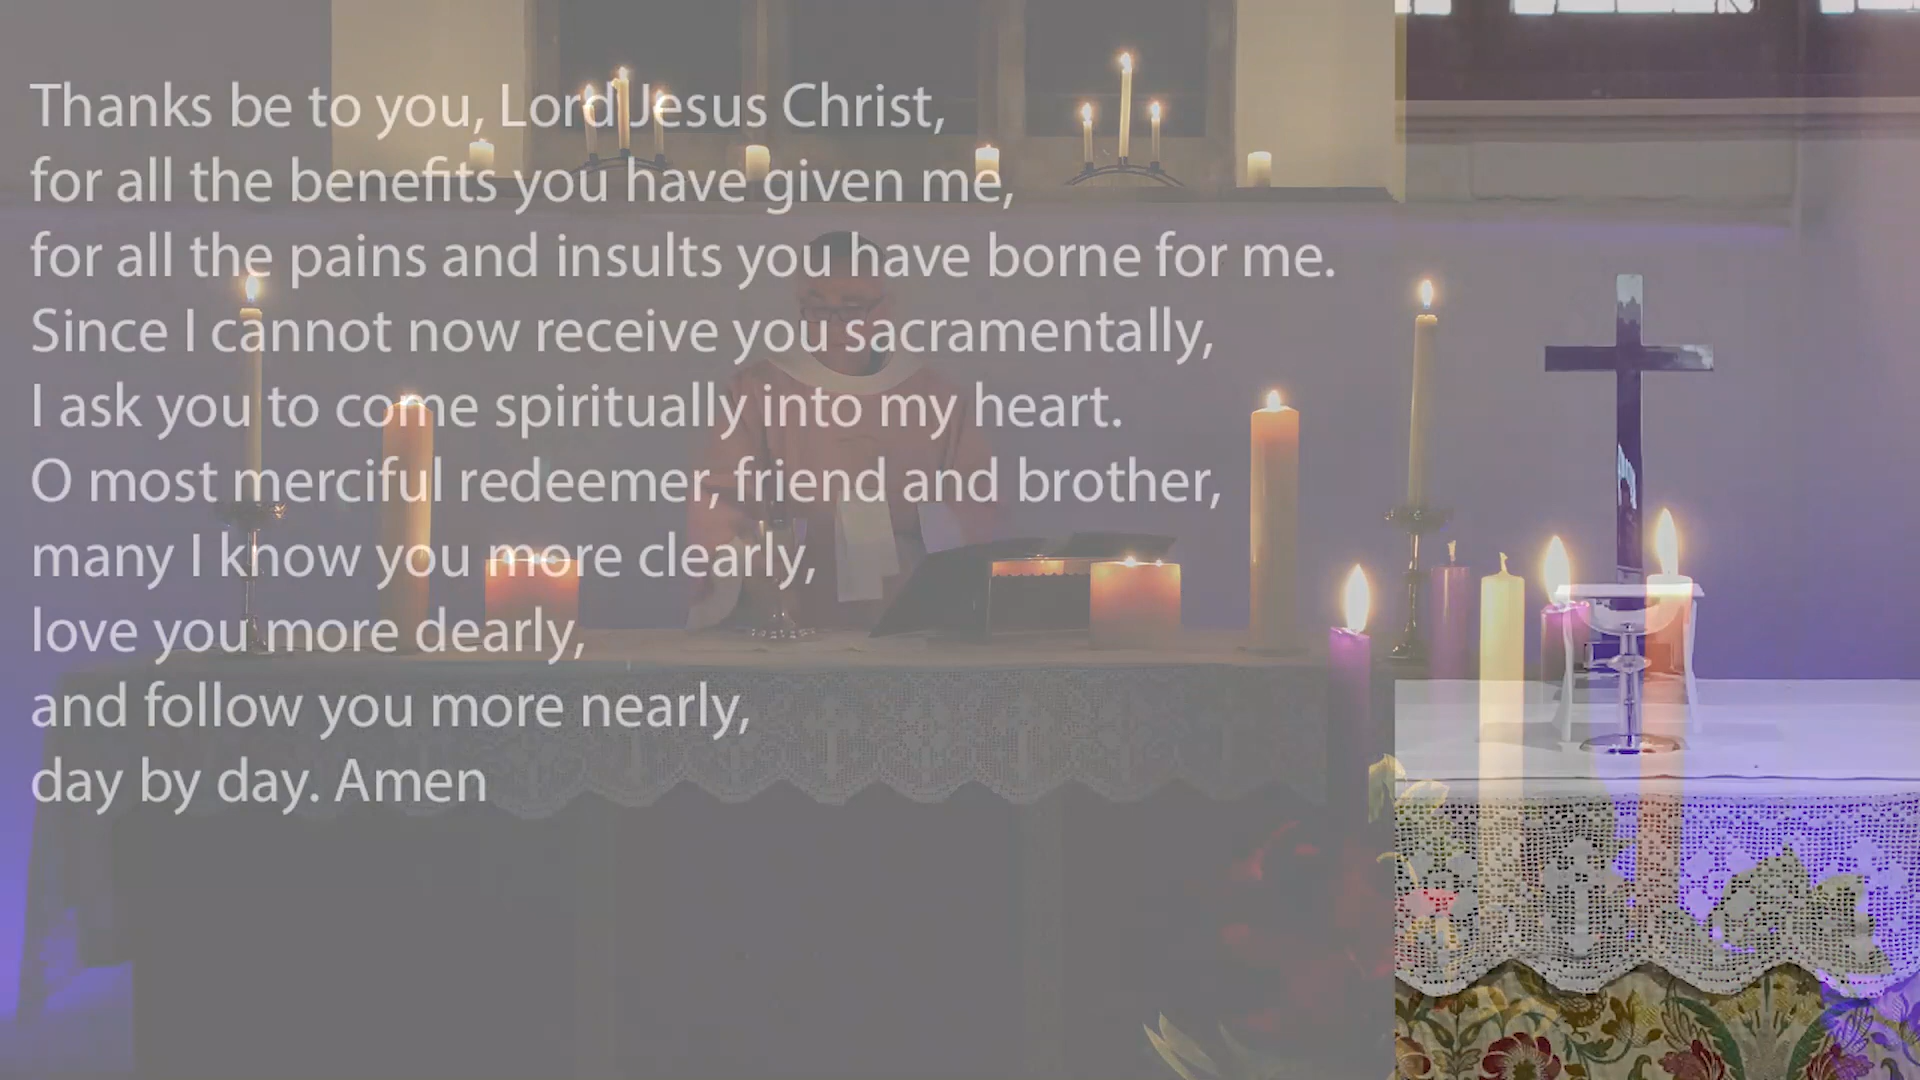 Thanks be to you, Lord Jesus Christ,
for all the benefits you have given me,
for all the pains and insults you have borne for me.
Since I cannot now receive you sacramentally,
I ask you to come spiritually into my heart.
O most merciful redeemer, friend and brother,
many I know you more clearly,
love you more dearly,
and follow you more nearly,
day by day. Amen